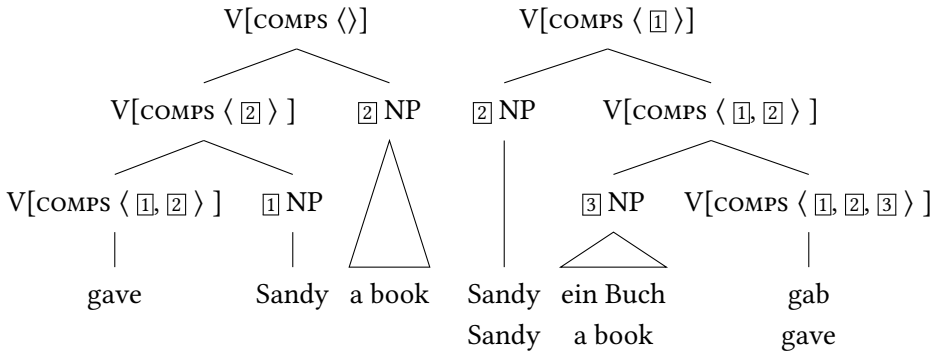 V[COMPS ⟨⟩] V[COMPS ⟨ 1 ⟩]
V[COMPS ⟨ 2 ⟩ ] 2 NP 2 NP V[COMPS ⟨ 1, 2 ⟩ ]
V[COMPS ⟨ 1, 2 ⟩ ] 1 NP 3 NP V[COMPS ⟨ 1, 2, 3 ⟩ ]
gave Sandy a book Sandy ein Buch gab
Sandy a book gave